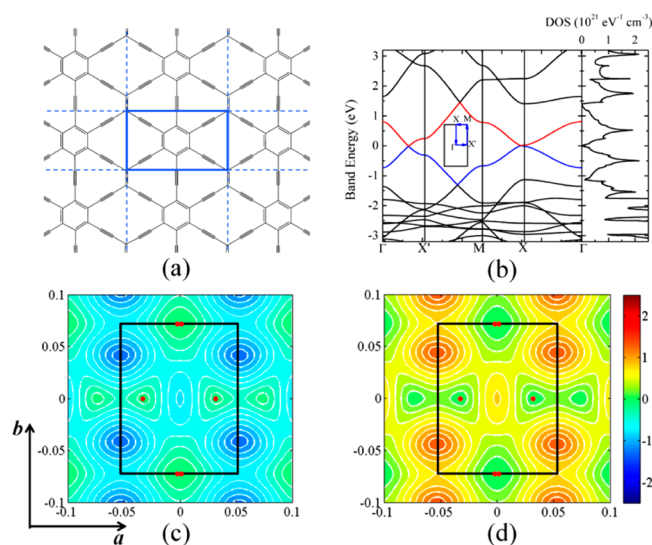 DOS (10²¹ eV⁻¹ cm⁻³)
0 1 2
3
2
1
0
-1
-2
-3
Band Energy (eV)
X M
Γ X'
Γ X' M X Γ
(a)
(b)
0.1
0.05
0
-0.05
-0.1
-0.1 -0.05 0 0.05 0.1
b
a
(c)
0.1
0.05
0
-0.05
-0.1
-0.1 -0.05 0 0.05 0.1
(d)
2
1
0
-1
-2